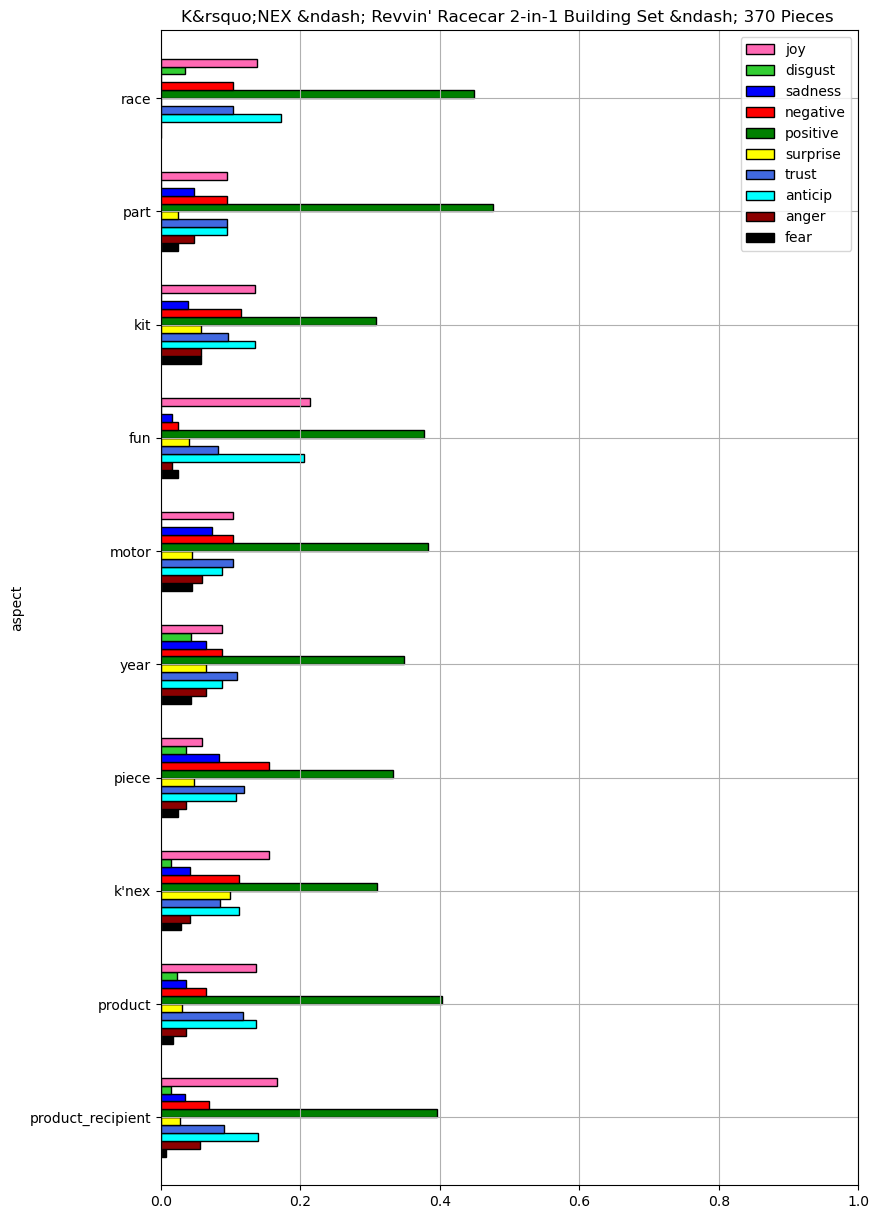 K&rsquo;NEX &ndash; Revvin' Racecar 2-in-1 Building Set &ndash; 370 Pieces
joy
disgust
sadness
negative
positive
surprise
trust
anticip
anger
fear
race
part
kit
fun
motor
year
piece
k'nex
product
product_recipient
aspect
0.0 0.2 0.4 0.6 0.8 1.0